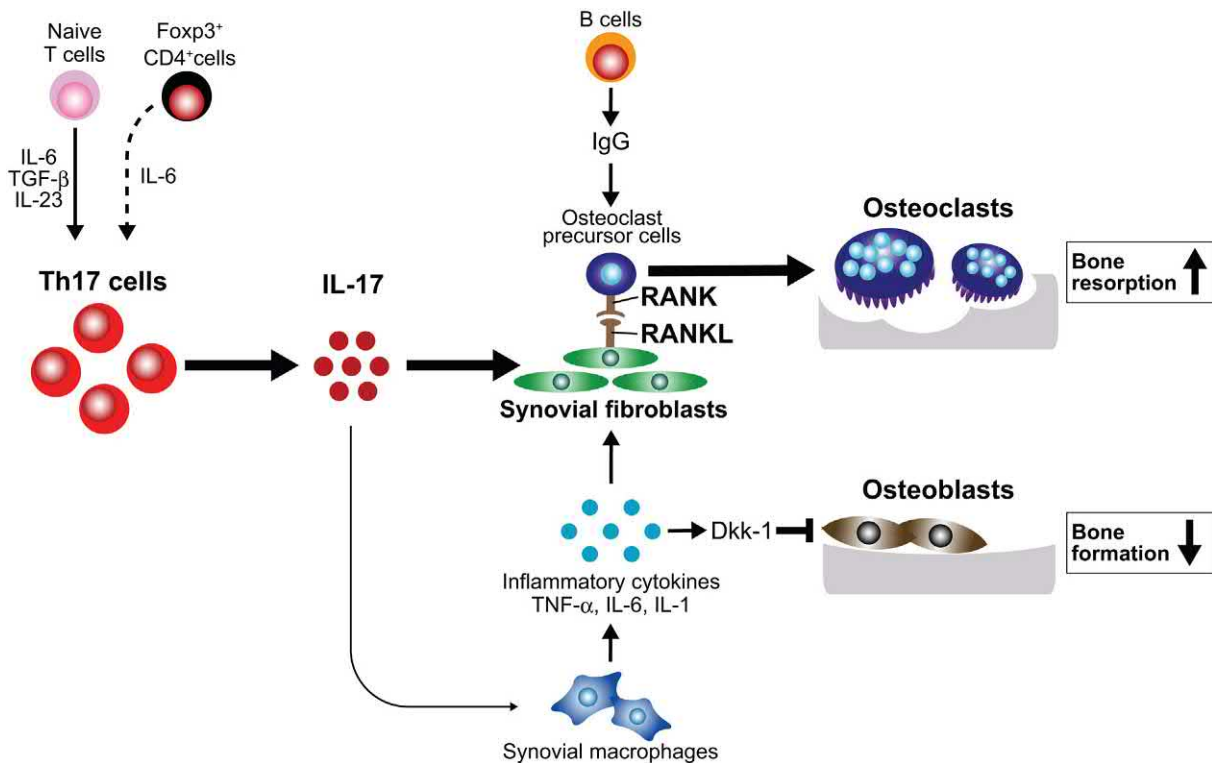 Naive
T cells
Foxp3⁺
CD4⁺cells
B cells
IL-6
TGF-β
IL-23
IL-6
IgG
Osteoclast
precursor cells
Osteoclasts
Bone
resorption
Th17 cells
IL-17
RANK
RANKL
Synovial fibroblasts
Osteoblasts
Dkk-1
Bone
formation
Inflammatory cytokines
TNF-α, IL-6, IL-1
Synovial macrophages